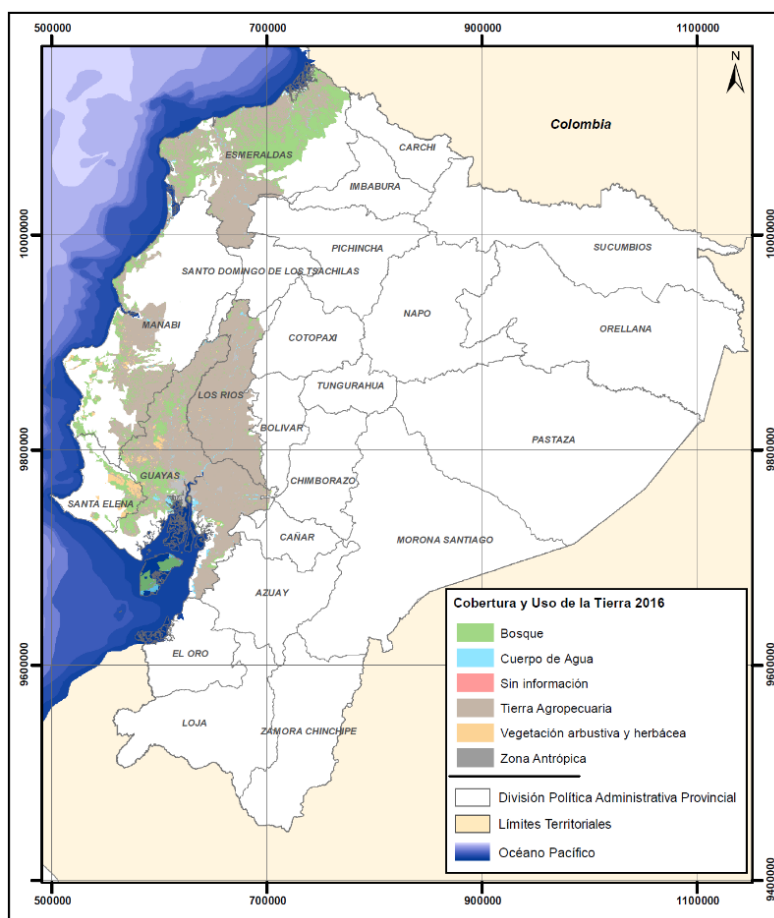 500000 700000 900000 1100000
N
Colombia
CARCHI
ESMERALDAS
IMBABURA
10000000 10000000
SUCUMBIOS
PICHINCHA
SANTO DOMINGO DE LOS TSACHILAS
NAPO
ORELLANA
MANABI
COTOPAXI
TUNGURAHUA
LOS RIOS
BOLIVAR
PASTAZA
9800000 9800000
GUAYAS
CHIMBORAZO
SANTA ELENA
CAÑAR
MORONA SANTIAGO
AZUAY
EL ORO
9600000 9600000
LOJA
ZAMORA CHINCHIPE
Cobertura y Uso de la Tierra 2016
Bosque
Cuerpo de Agua
Sin información
Tierra Agropecuaria
Vegetación arbustiva y herbácea
Zona Antrópica
División Política Administrativa Provincial
Límites Territoriales
Océano Pacífico
9400000
500000 700000 900000 1100000